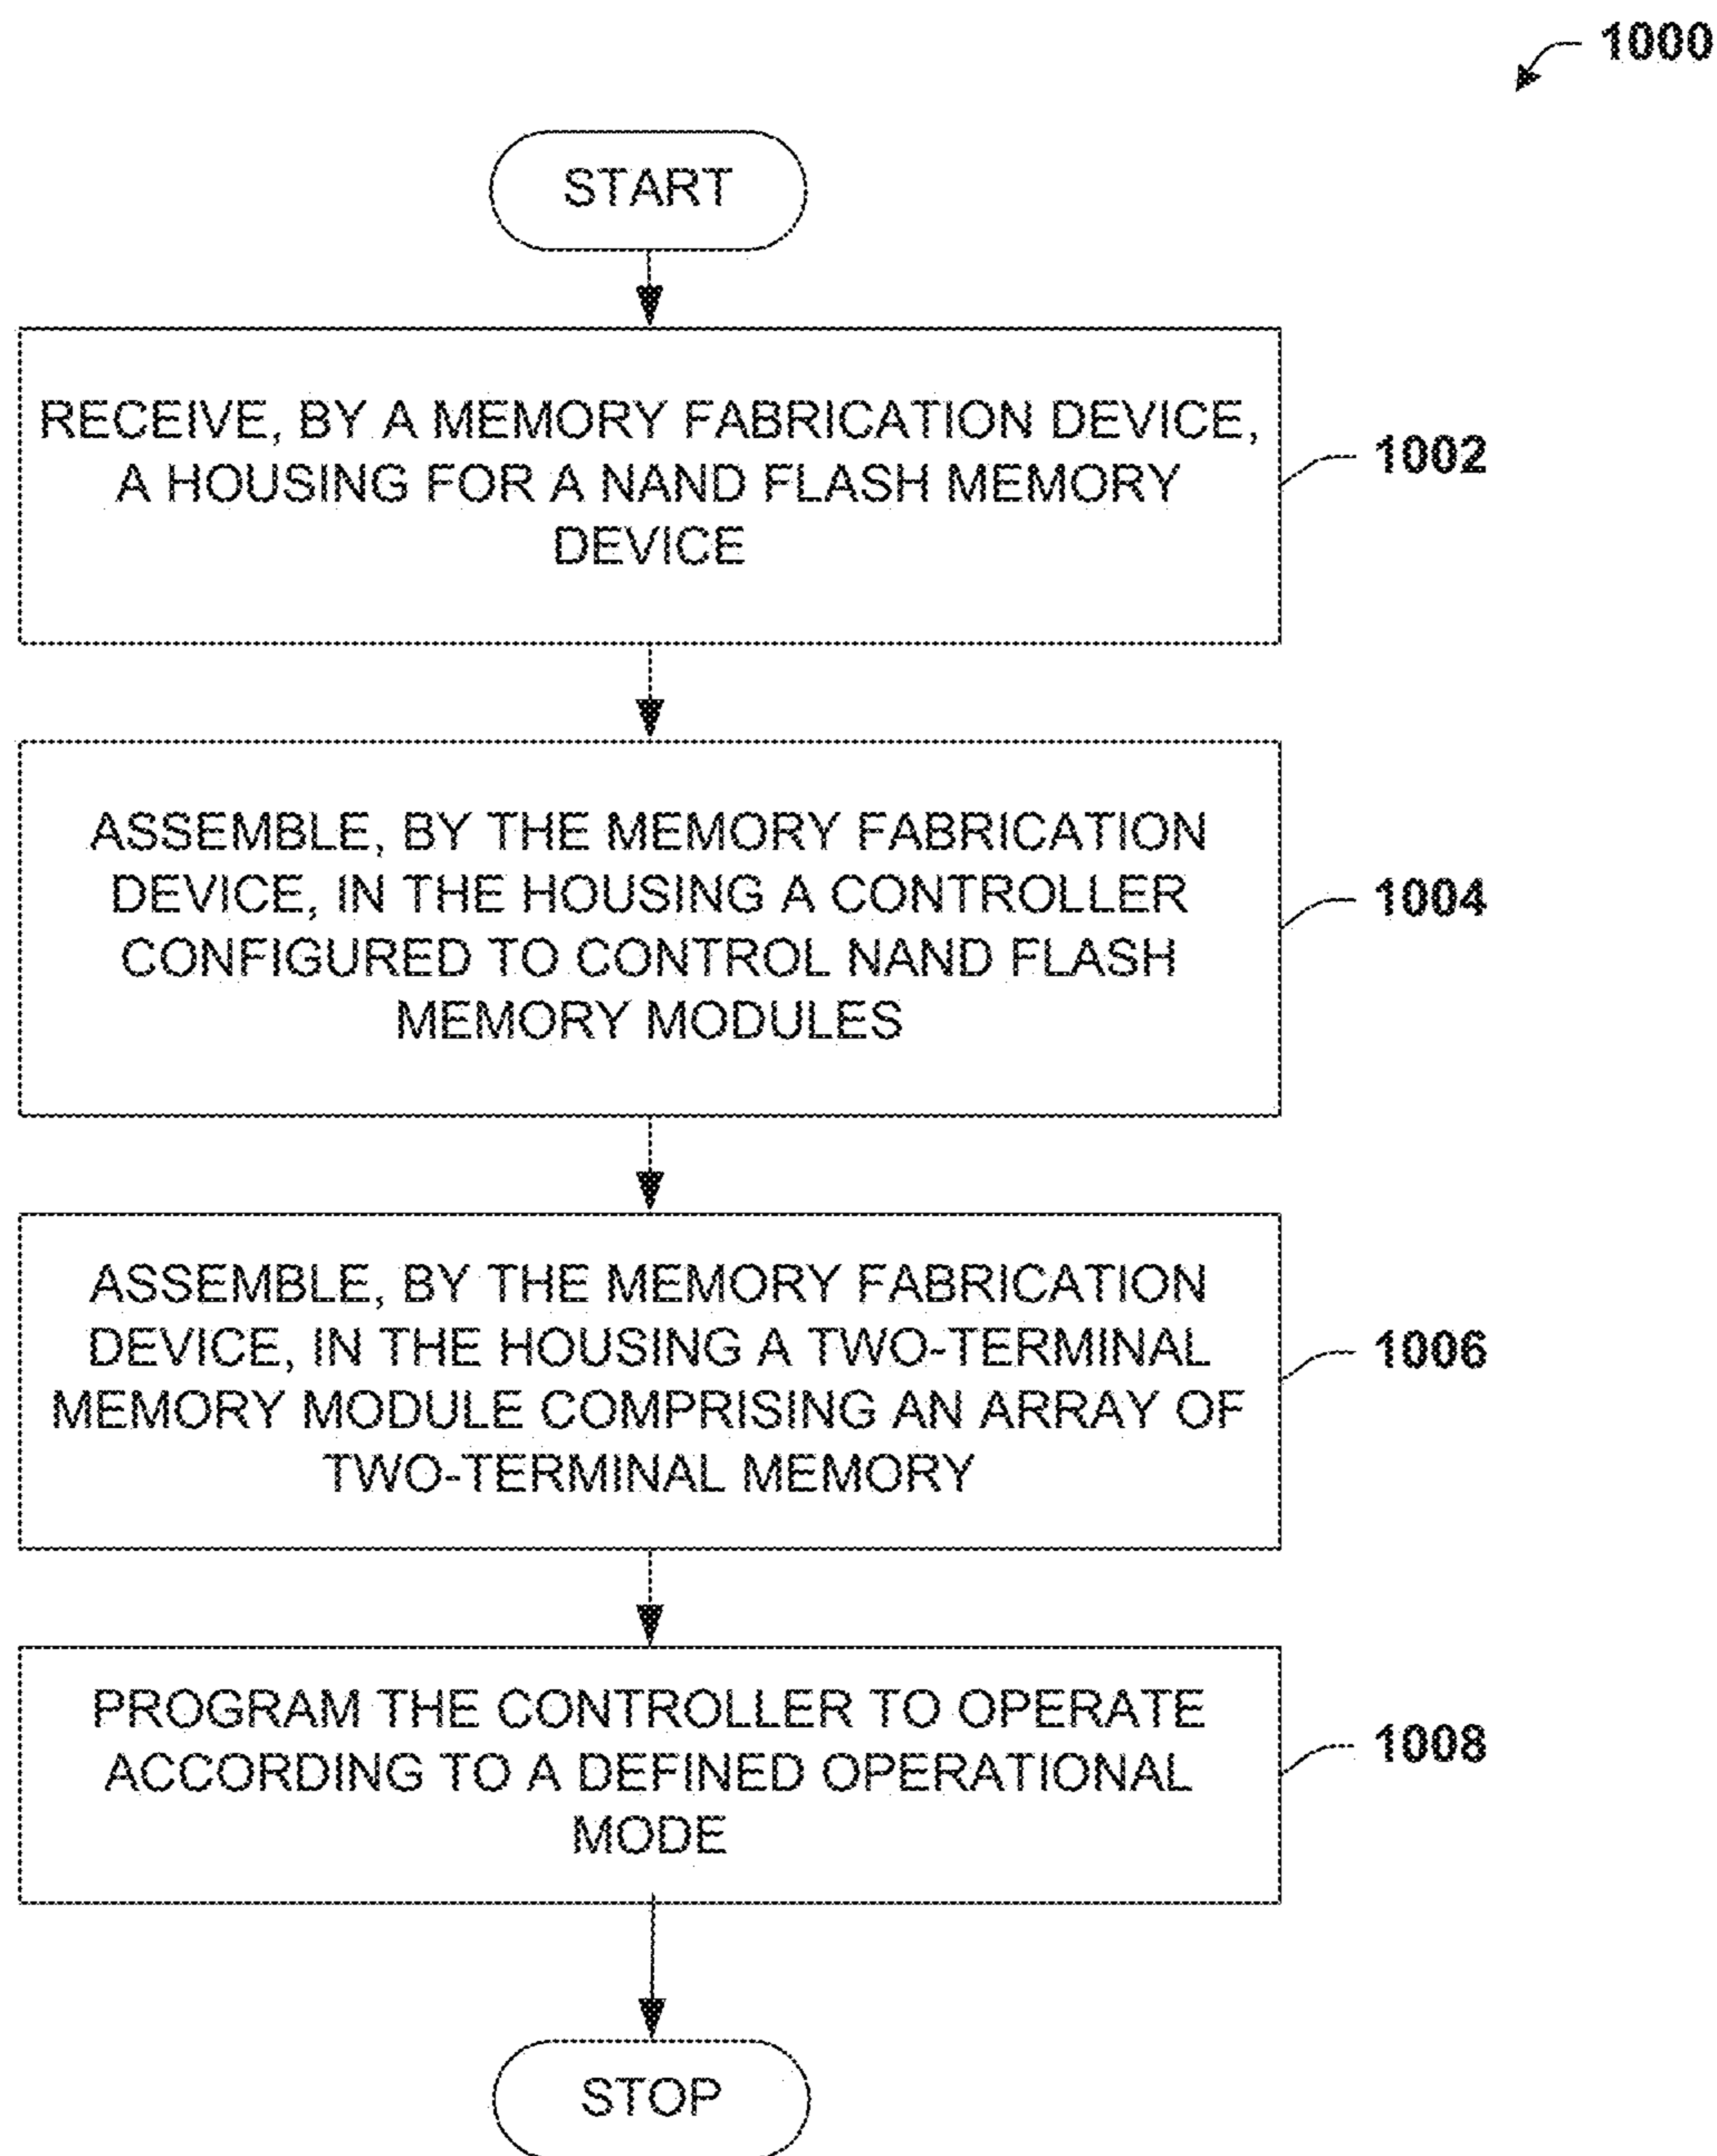 1000
START
RECEIVE, BY A MEMORY FABRICATION DEVICE,
A HOUSING FOR A NAND FLASH MEMORY
DEVICE
1002
ASSEMBLE, BY THE MEMORY FABRICATION
DEVICE, IN THE HOUSING A CONTROLLER
CONFIGURED TO CONTROL NAND FLASH
MEMORY MODULES
1004
ASSEMBLE, BY THE MEMORY FABRICATION
DEVICE, IN THE HOUSING A TWO-TERMINAL
MEMORY MODULE COMPRISING AN ARRAY OF
TWO-TERMINAL MEMORY
1006
PROGRAM THE CONTROLLER TO OPERATE
ACCORDING TO A DEFINED OPERATIONAL
MODE
1008
STOP